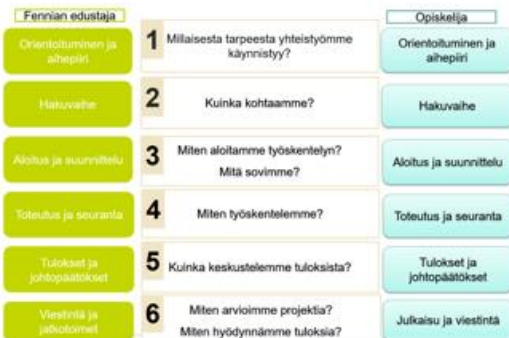 Fennian edustaja
Opiskelija
Orientoituminen ja
aihepiiri
1
Millaisesta tarpeesta yhteistyömme
käynnistyy?
Orientoituminen ja
aihepiiri
Hakuvaihe
2
Kuinka kohtaamme?
Hakuvaihe
Aloitus ja suunnittelu
3
Miten aloitamme työskentelyn?
Mitä sovimme?
Aloitus ja suunnittelu
Toteutus ja seuranta
4
Miten työskentelemme?
Toteutus ja seuranta
Tulokset ja
johtopäätökset
5
Kuinka keskustelemme tuloksista?
Tulokset ja
johtopäätökset
Viestintä ja
jatkotoimet
6
Miten arvioimme projektia?
Miten hyödynnämme tuloksia?
Julkaisu ja viestintä